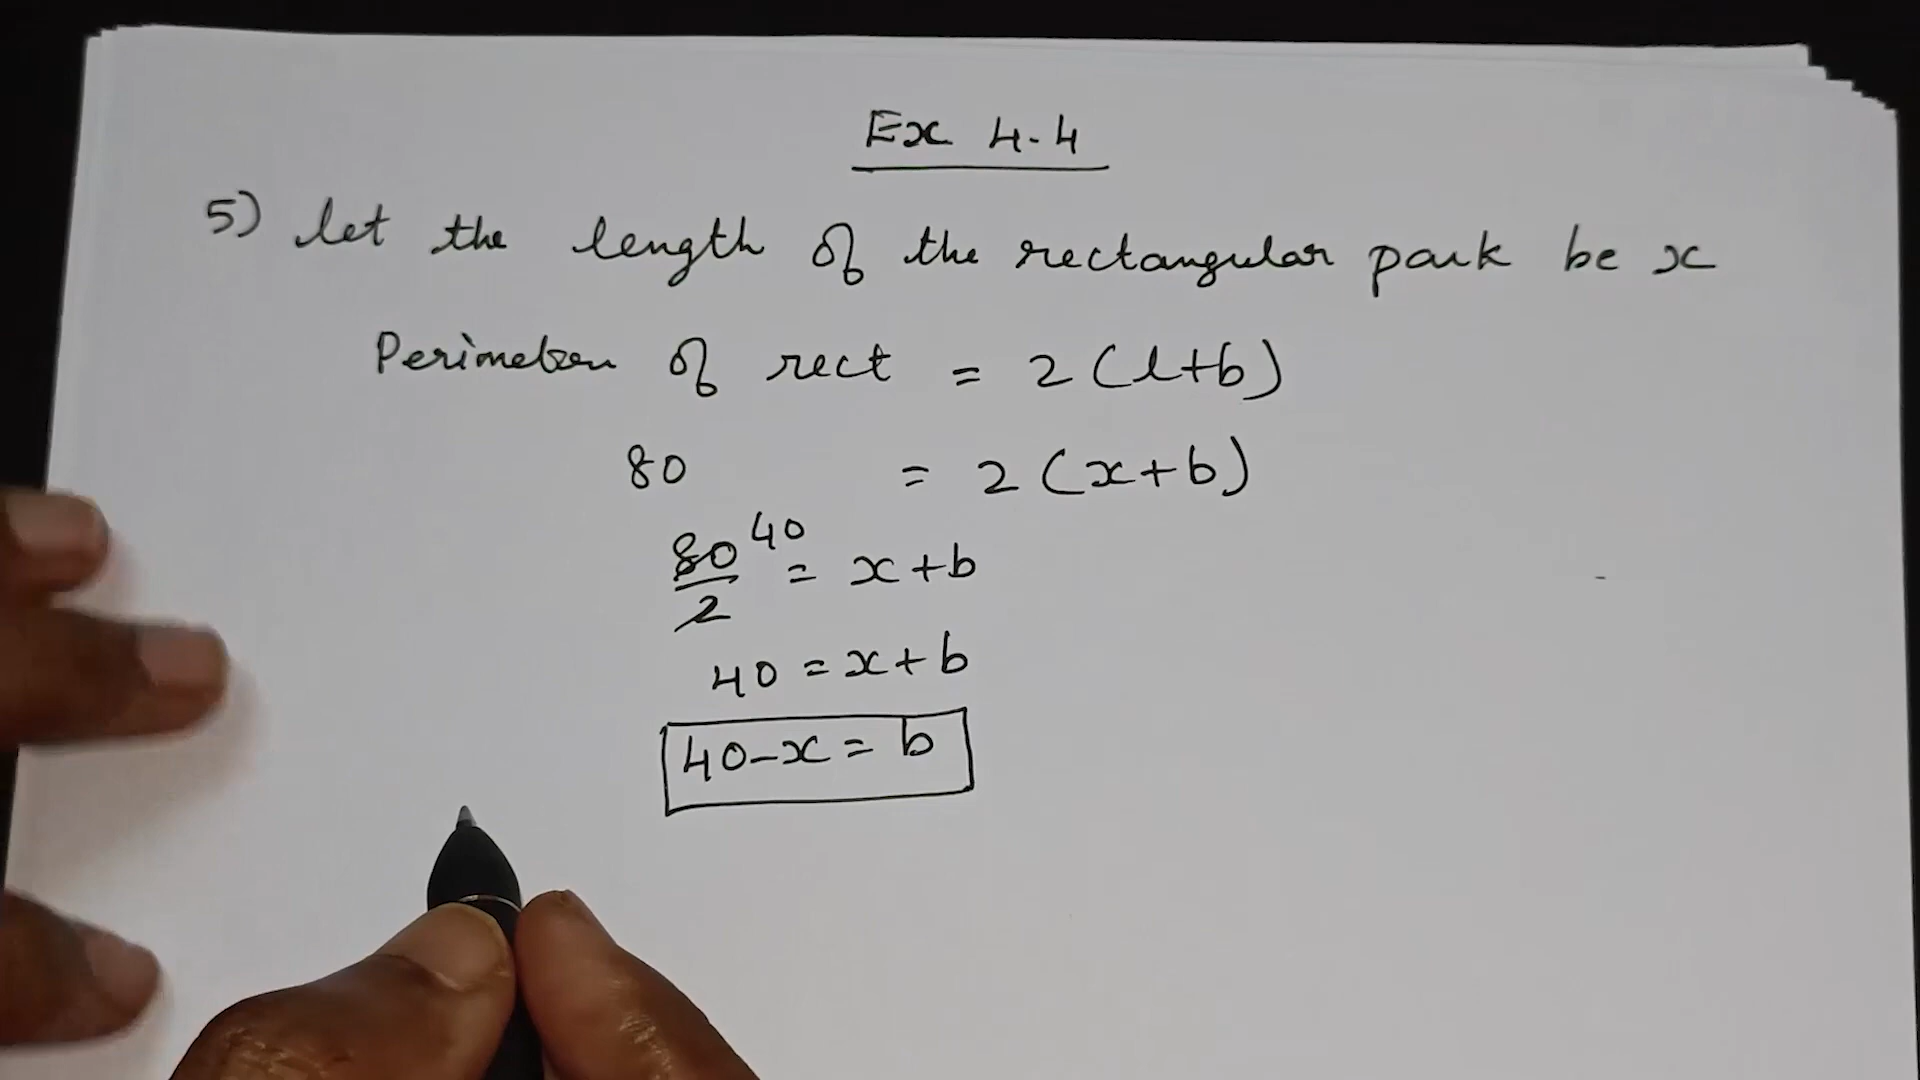 Ex 4.4
5) let the length of the rectangular park be x
Perimeter of rect = 2(l+b)
80 = 2(x+b)
80/2 40 = x+b
40 = x+b
40-x = b